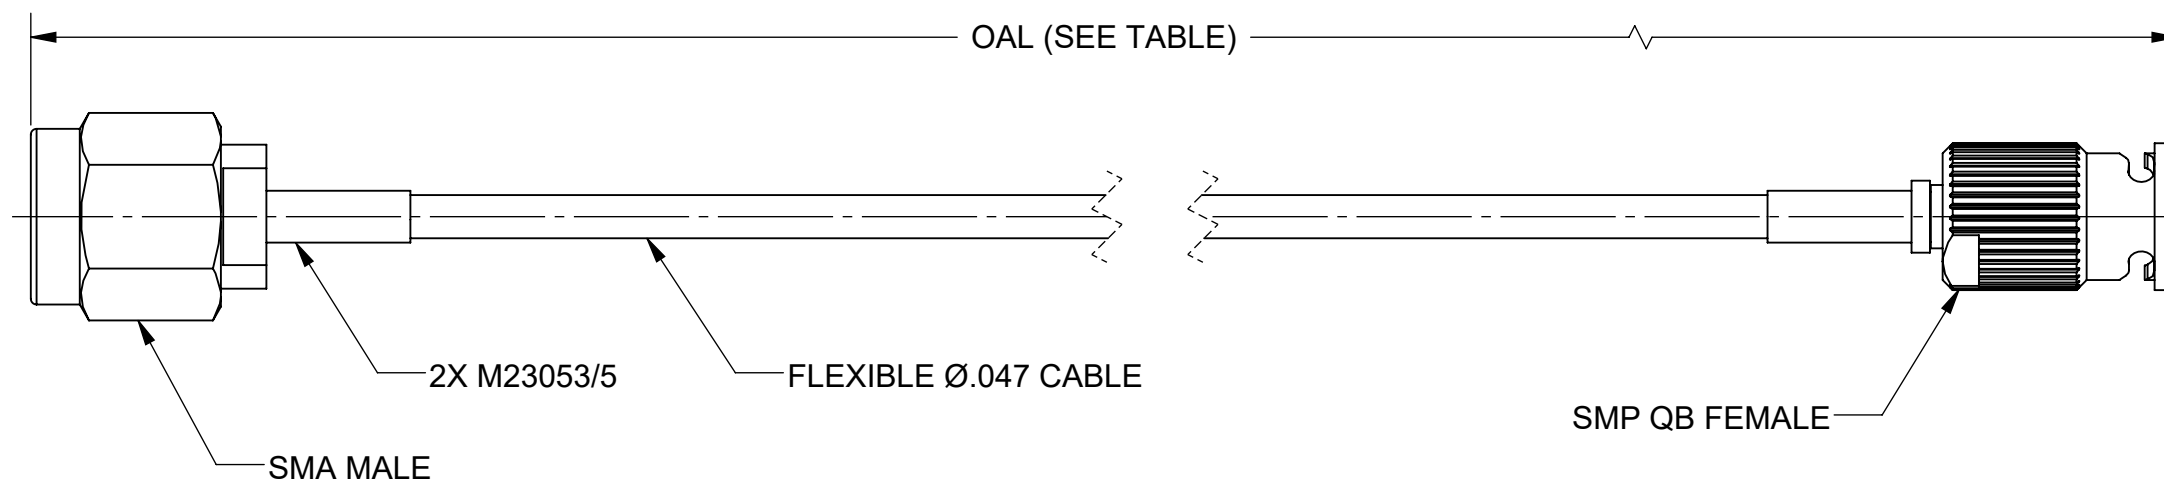 OAL (SEE TABLE)
2X M23053/5
FLEXIBLE Ø.047 CABLE
SMP QB FEMALE
SMA MALE